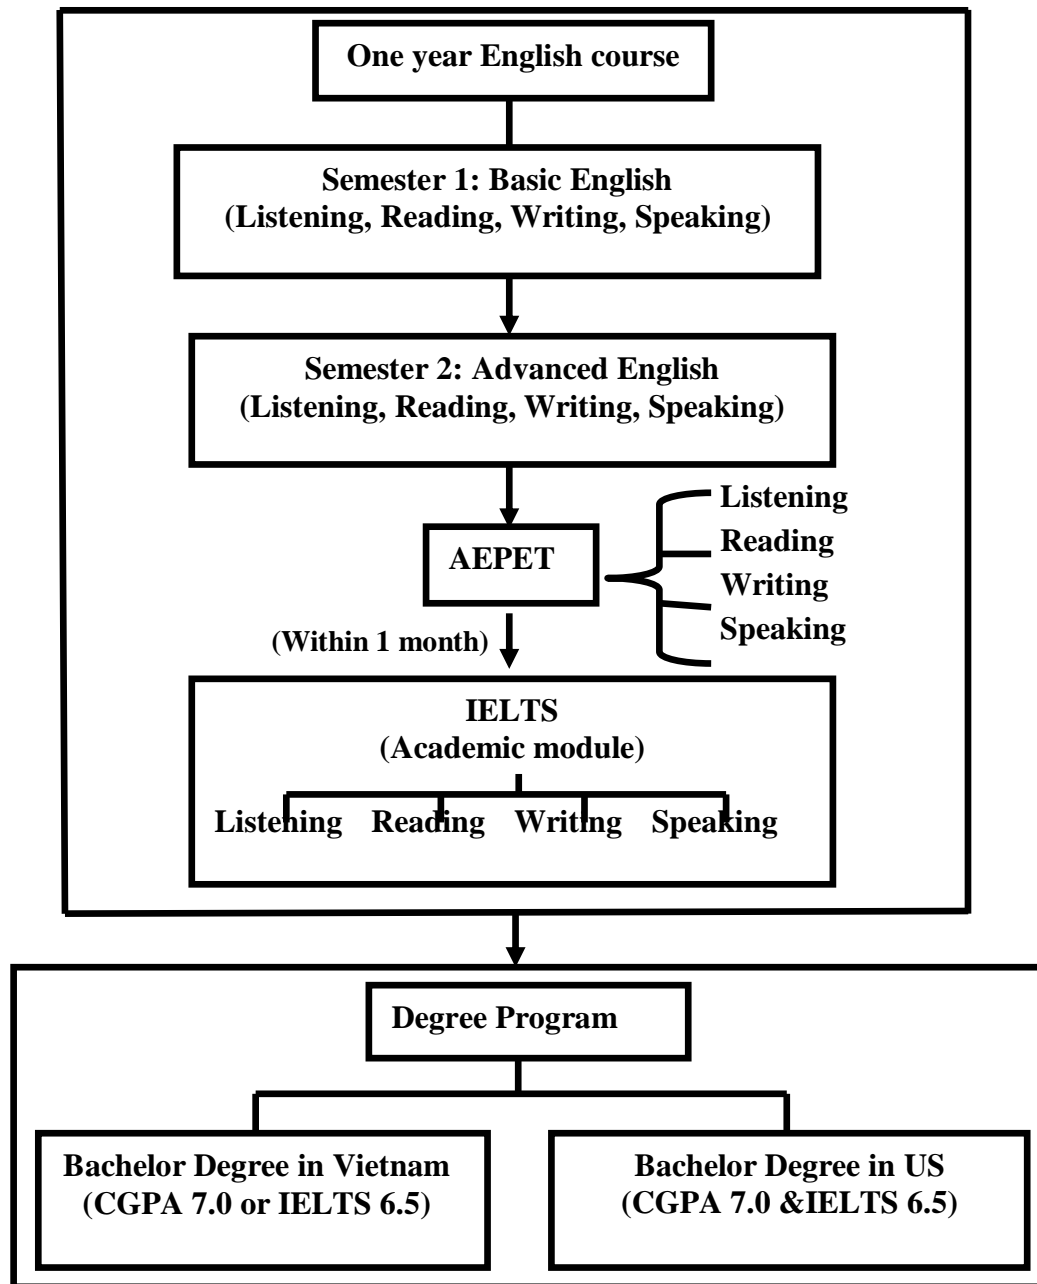 One year English course
Semester 1: Basic English
(Listening, Reading, Writing, Speaking)
Semester 2: Advanced English
(Listening, Reading, Writing, Speaking)
AEPET
Listening
Reading
Writing
Speaking
(Within 1 month)
IELTS
(Academic module)
Listening Reading Writing Speaking
Degree Program
Bachelor Degree in Vietnam
(CGPA 7.0 or IELTS 6.5)
Bachelor Degree in US
(CGPA 7.0 &IELTS 6.5)